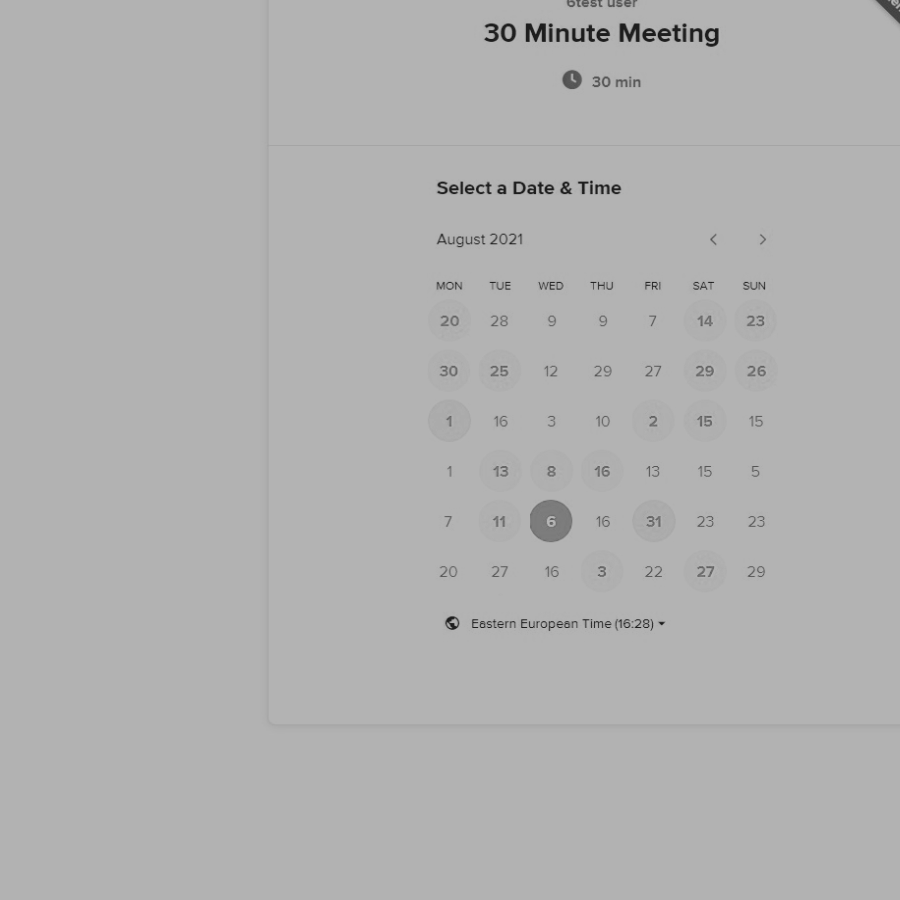 6test user
30 Minute Meeting
30 min
Select a Date & Time
August 2021
MON TUE WED THU FRI SAT SUN
20 28 9 9 7 14 23
30 25 12 29 27 29 26
1 16 3 10 2 15 15
1 13 8 16 13 15 5
7 11 6 16 31 23 23
20 27 16 3 22 27 29
Eastern European Time (16:28)